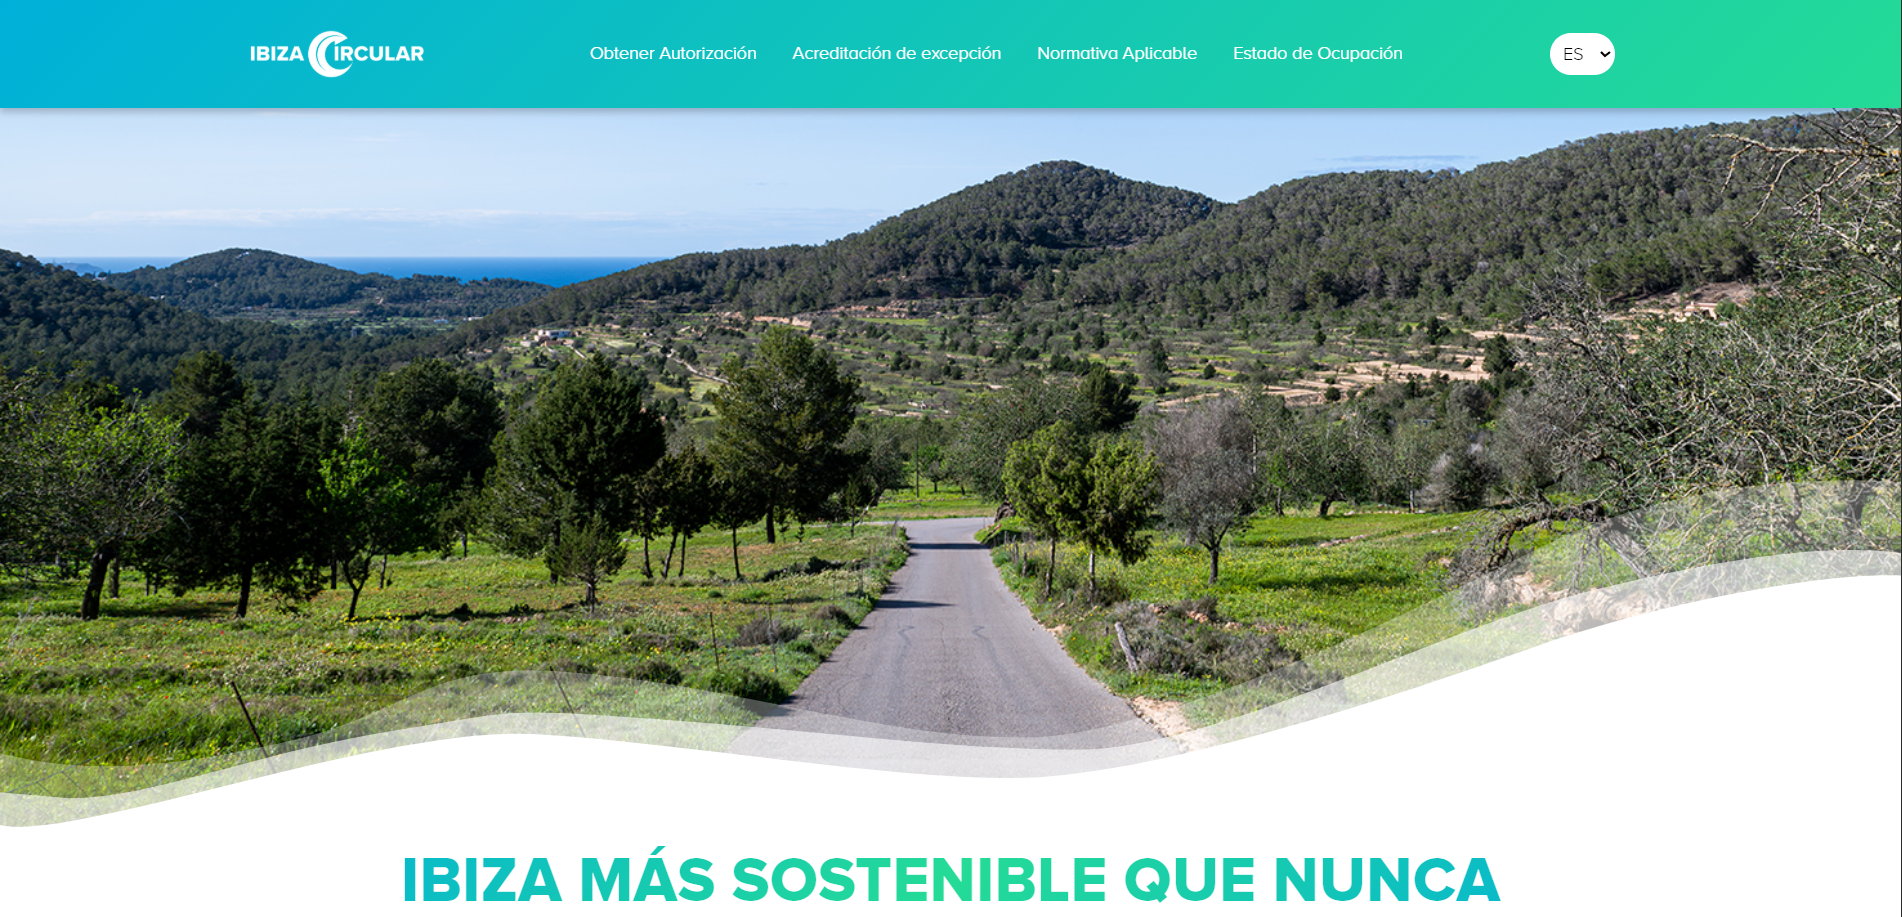 IBIZA CIRCULAR
Obtener Autorización
Acreditación de excepción
Normativa Aplicable
Estado de Ocupación
ES
IBIZA MÁS SOSTENIBLE QUE NUNCA